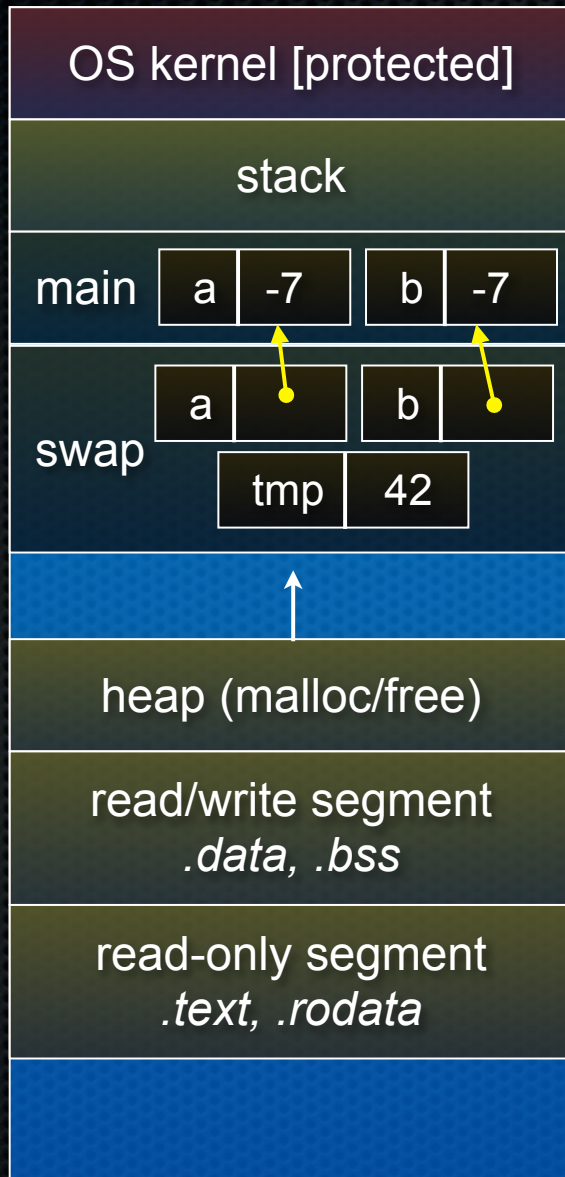 OS kernel [protected]
stack
main a -7 b -7
a b
swap
tmp 42
heap (malloc/free)
read/write segment
.data, .bss
read-only segment
.text, .rodata